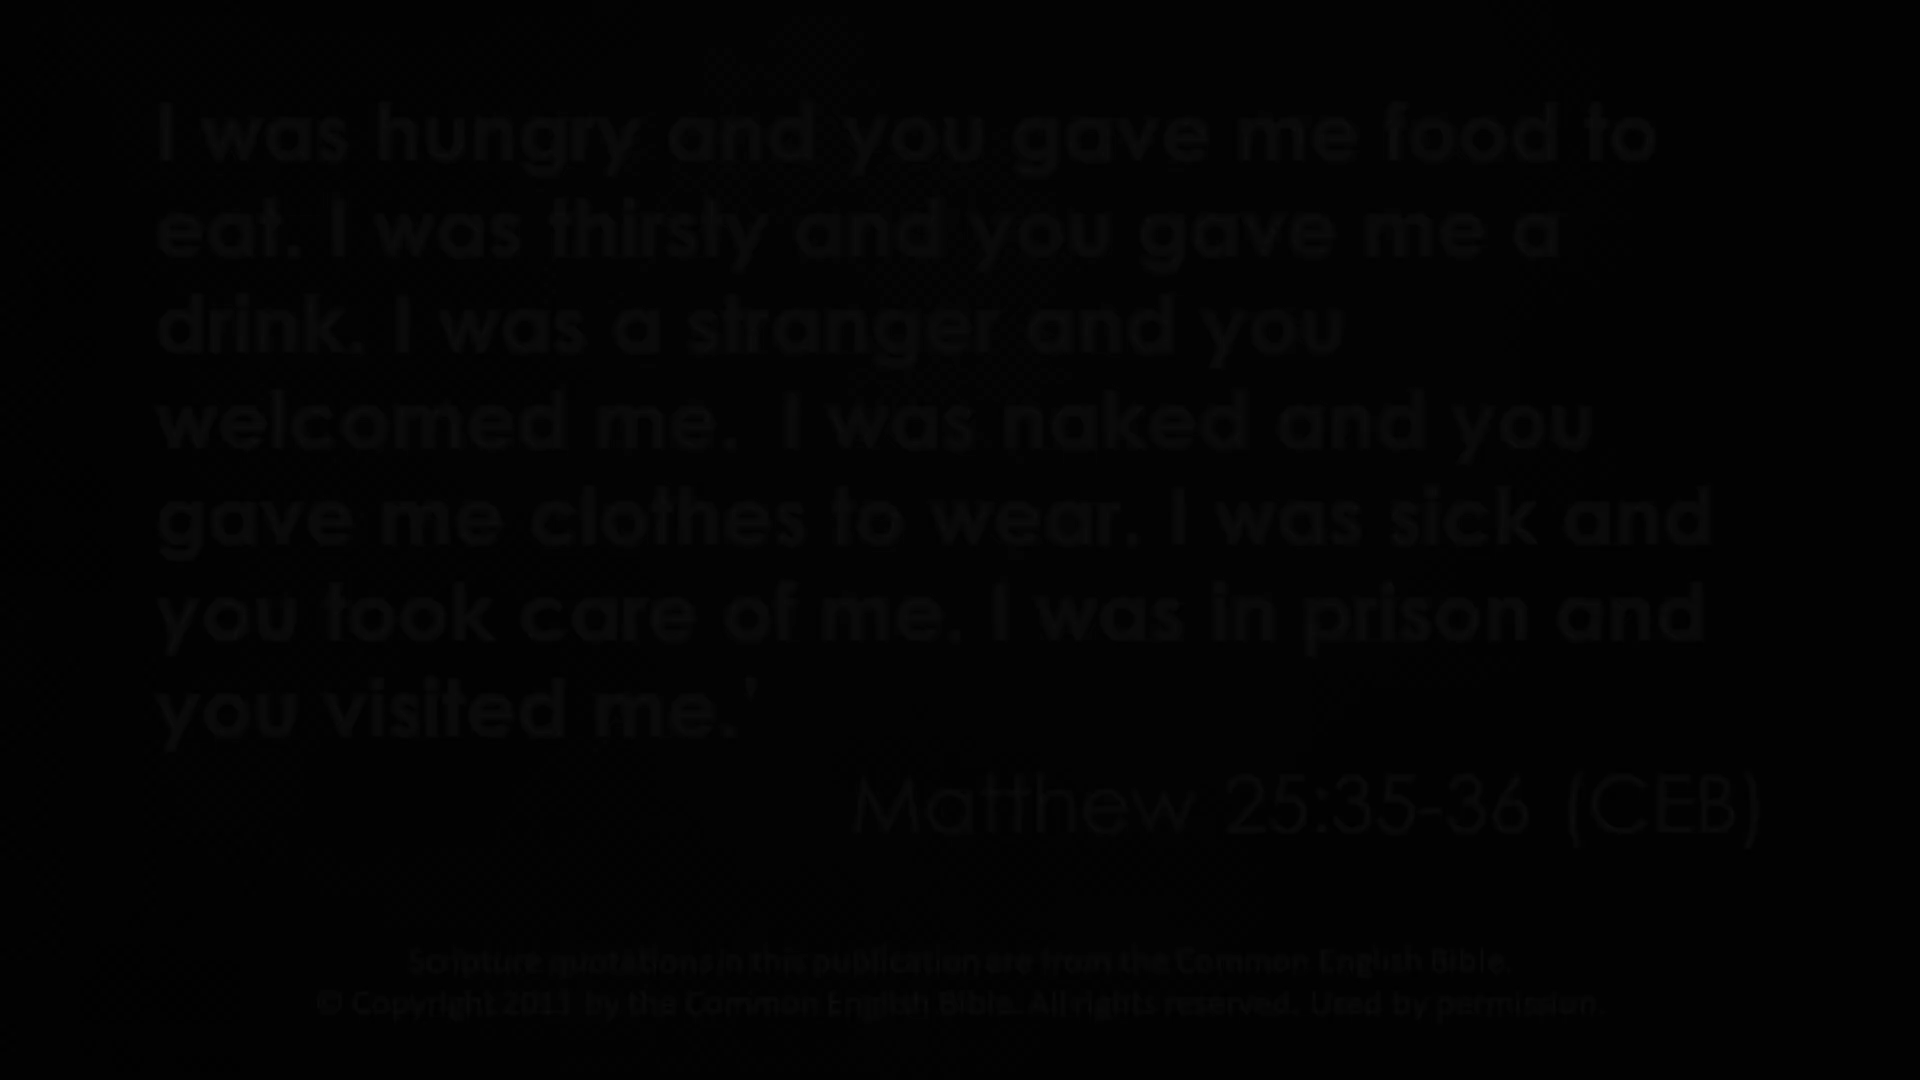 I was hungry and you gave me food to
eat. I was thirsty and you gave me a
drink. I was a stranger and you
welcomed me.  I was naked and you
gave me clothes to wear. I was sick and
you took care of me. I was in prison and
you visited me.'
Matthew 25:35-36 (CEB)
Scripture quotations in this publication are from the Common English Bible.
© Copyright 2011 by the Common English Bible. All rights reserved. Used by permission.